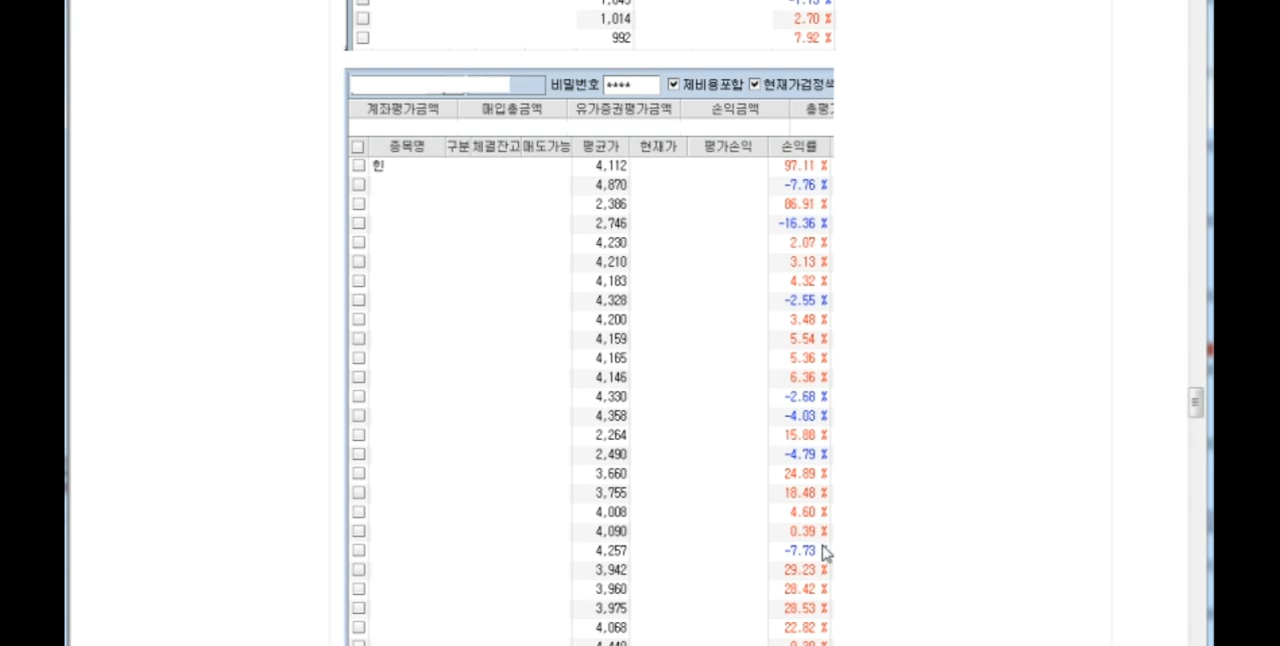 1,014 2.70 %
992 7.92 %
비밀번호 **** 제비용포함 현재가검정색
계좌평가금액 매입총금액 유가증권평가금액 손익금액
종목명 구분 체결잔고 매도가능 평균가 현재가 평가손익 손익률
힌 4,112 97.11 %
4,870 -7.76 %
2,386 86.91 %
2,746 -16.36 %
4,230 2.07 %
4,210 3.13 %
4,183 4.32 %
4,328 -2.55 %
4,200 3.48 %
4,159 5.54 %
4,165 5.36 %
4,146 6.36 %
4,330 -2.68 %
4,358 -4.03 %
2,264 15.88 %
2,490 -4.79 %
3,660 24.89 %
3,755 18.48 %
4,008 4.60 %
4,090 0.39 %
4,257 -7.73
3,942 29.23 %
3,960 28.42 %
3,975 28.53 %
4,068 22.82 %